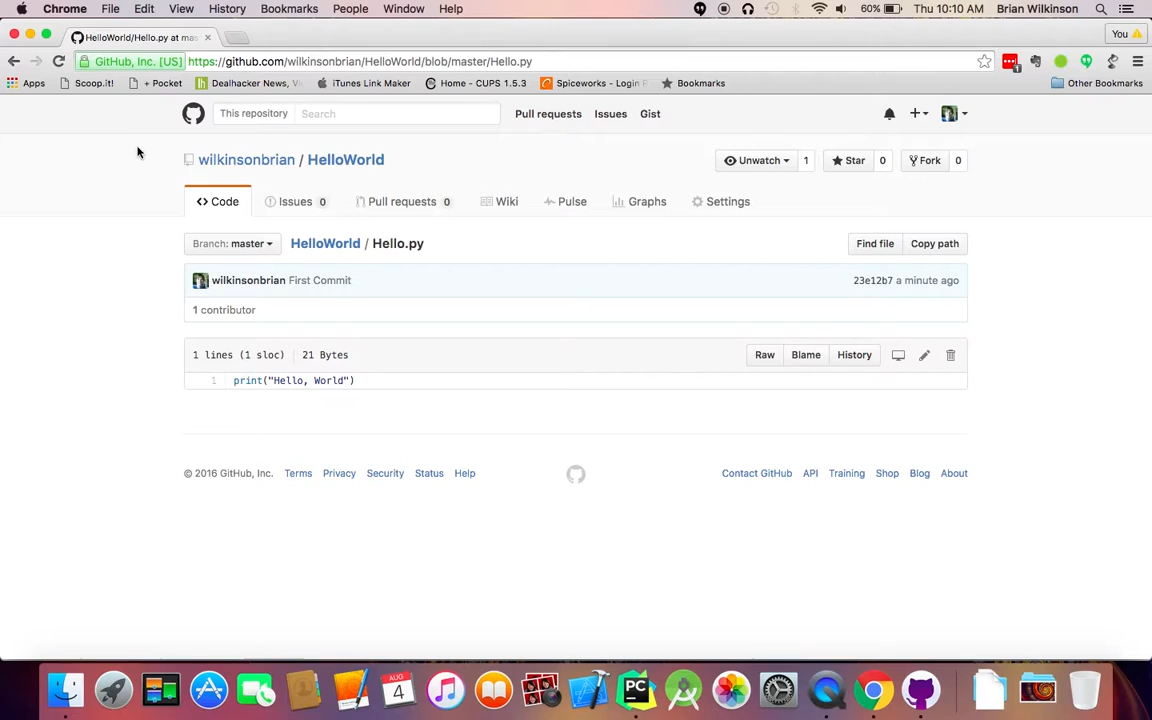 Chrome File Edit View History Bookmarks People Window Help 60% Thu 10:10 AM Brian Wilkinson
HelloWorld/Hello.py at mas You
GitHub, Inc. [US] https://github.com/wilkinsonbrian/HelloWorld/blob/master/Hello.py
Apps Scoop.it! + Pocket Dealhacker News, Vi iTunes Link Maker Home - CUPS 1.5.3 Spiceworks - Login Bookmarks Other Bookmarks
This repository Search Pull requests Issues Gist
wilkinsonbrian / HelloWorld Unwatch 1 Star 0 Fork 0
<> Code Issues 0 Pull requests 0 Wiki Pulse Graphs Settings
Branch: master HelloWorld / Hello.py Find file Copy path
wilkinsonbrian First Commit 23e12b7 a minute ago
1 contributor
1 lines (1 sloc) 21 Bytes Raw Blame History
1 print("Hello, World")
© 2016 GitHub, Inc. Terms Privacy Security Status Help Contact GitHub API Training Shop Blog About
AUG
4
PC